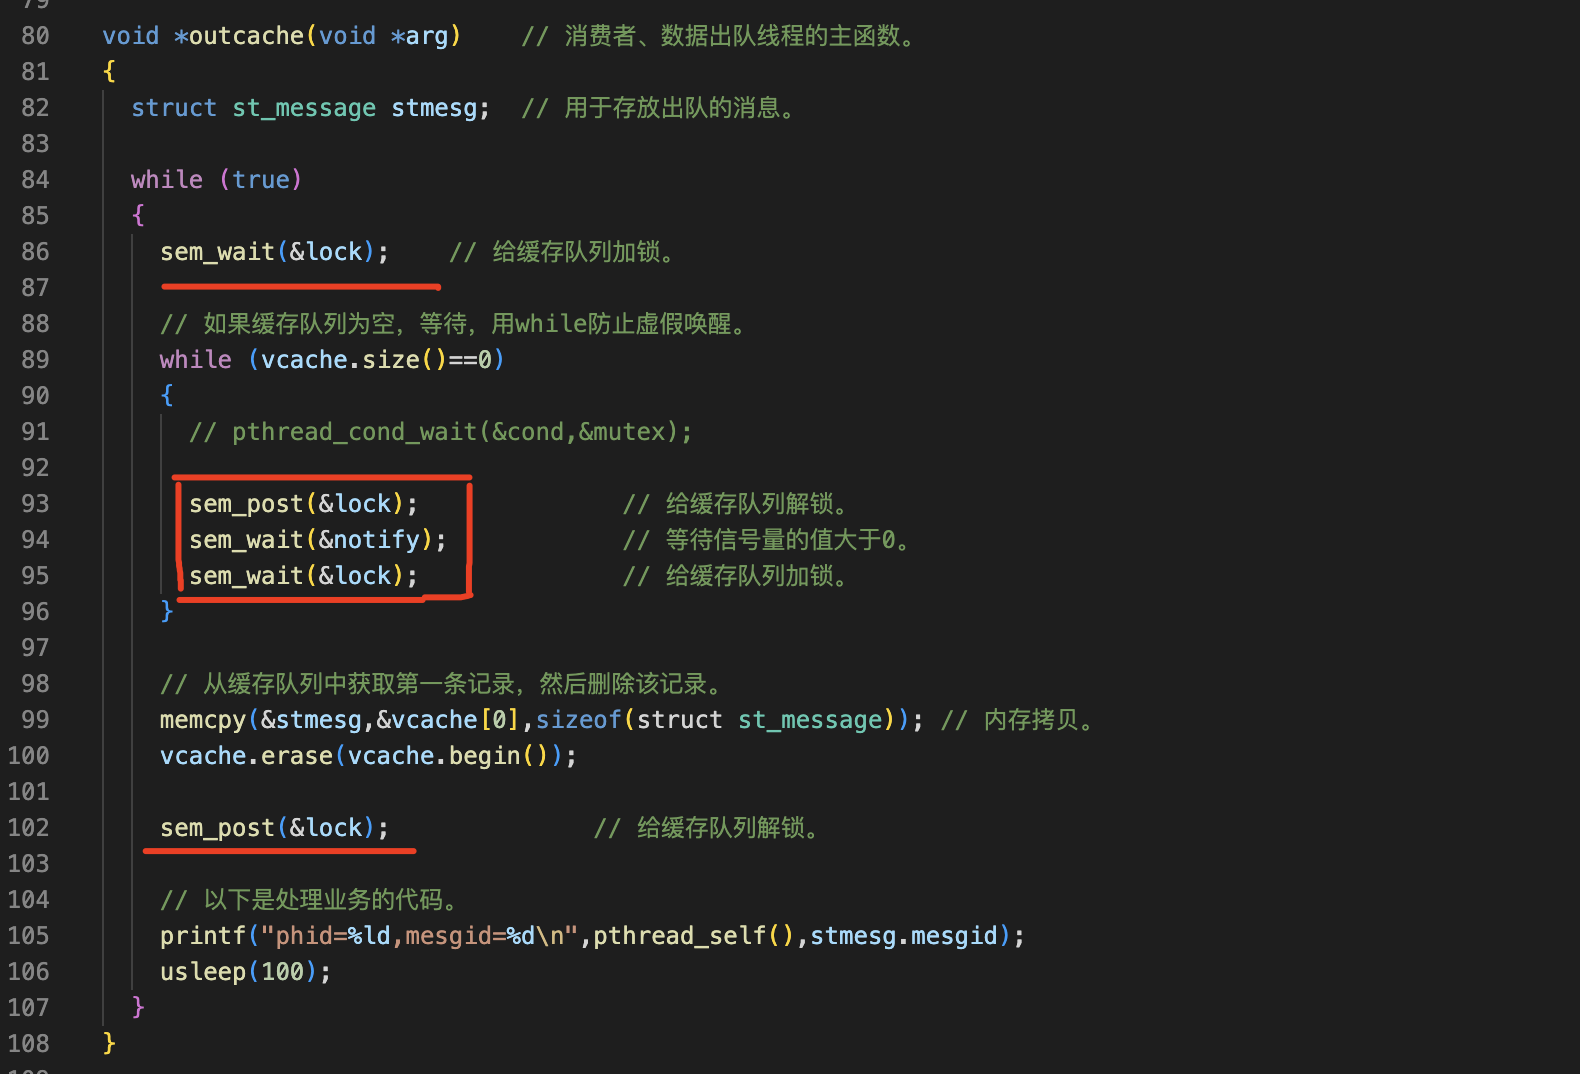 80 void *outcache(void *arg)    // 消费者、数据出队线程的主函数。
81 {
82   struct st_message stmesg;  // 用于存放出队的消息。
83
84   while (true)
85   {
86     sem_wait(&lock);    // 给缓存队列加锁。
87
88     // 如果缓存队列为空，等待，用while防止虚假唤醒。
89     while (vcache.size()==0)
90     {
91       // pthread_cond_wait(&cond,&mutex);
92
93       sem_post(&lock);              // 给缓存队列解锁。
94       sem_wait(&notify);            // 等待信号量的值大于0。
95       sem_wait(&lock);              // 给缓存队列加锁。
96     }
97
98     // 从缓存队列中获取第一条记录，然后删除该记录。
99     memcpy(&stmesg,&vcache[0],sizeof(struct st_message)); // 内存拷贝。
100     vcache.erase(vcache.begin());
101
102     sem_post(&lock);              // 给缓存队列解锁。
103
104     // 以下是处理业务的代码。
105     printf("phid=%ld,mesgid=%d\n",pthread_self(),stmesg.mesgid);
106     usleep(100);
107   }
108 }